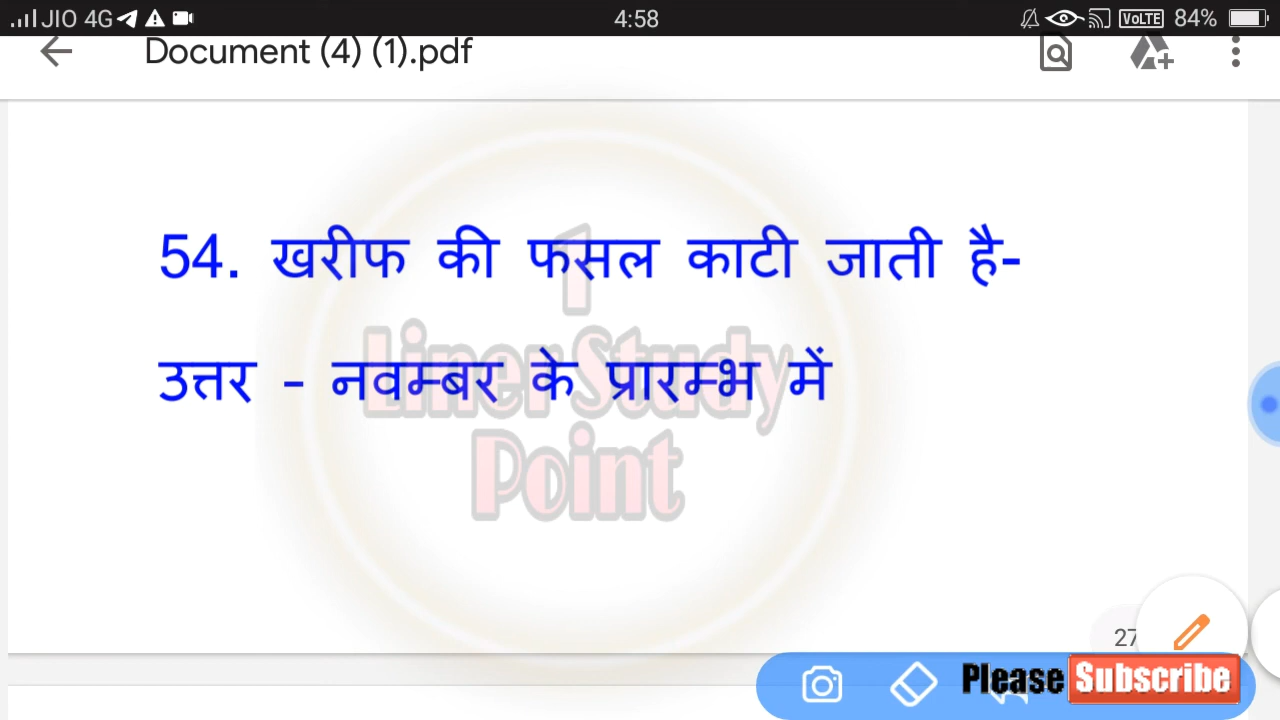 JIO 4G 4:58 VoLTE 84%
Document (4) (1).pdf
54. खरीफ की फसल काटी जाती है-
उत्तर - नवम्बर के प्रारम्भ में
1
Liner Study
Point
27
Please Subscribe